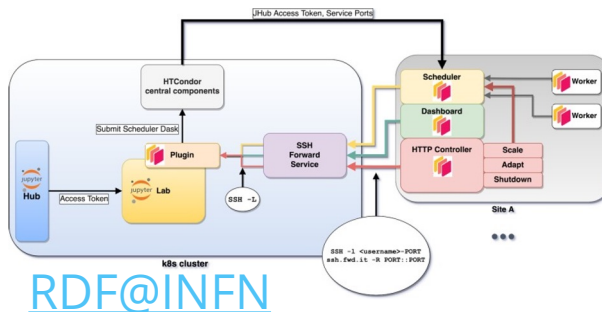 JHub Access Token, Service Ports
HTCondor
central components
Submit Scheduler Dask
Plugin
jupyter
Hub
Access Token
jupyter
Lab
SSH -L
SSH
Forward
Service
k8s cluster
Scheduler
Dashboard
HTTP Controller
Scale
Adapt
Shutdown
Worker
Worker
Site A
SSH -l <username>-PORT
ssh.fwd.it -R PORT::PORT
RDF@INFN